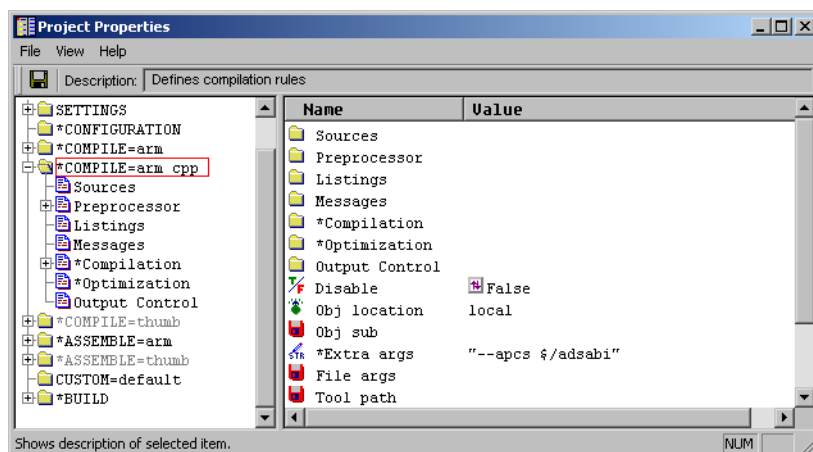 Project Properties
File View Help
Description: Defines compilation rules
SETTINGS
*CONFIGURATION
*COMPILE=arm
*COMPILE=arm_cpp
Sources
Preprocessor
Listings
Messages
*Compilation
*Optimization
Output Control
*COMPILE=thumb
*ASSEMBLE=arm
*ASSEMBLE=thumb
CUSTOM=default
*BUILD
Name Value
Sources
Preprocessor
Listings
Messages
*Compilation
*Optimization
Output Control
T/F Disable False
Obj location local
Obj sub
STR *Extra args "--apcs $/adsabi"
File args
Tool path
Shows description of selected item.
NUM